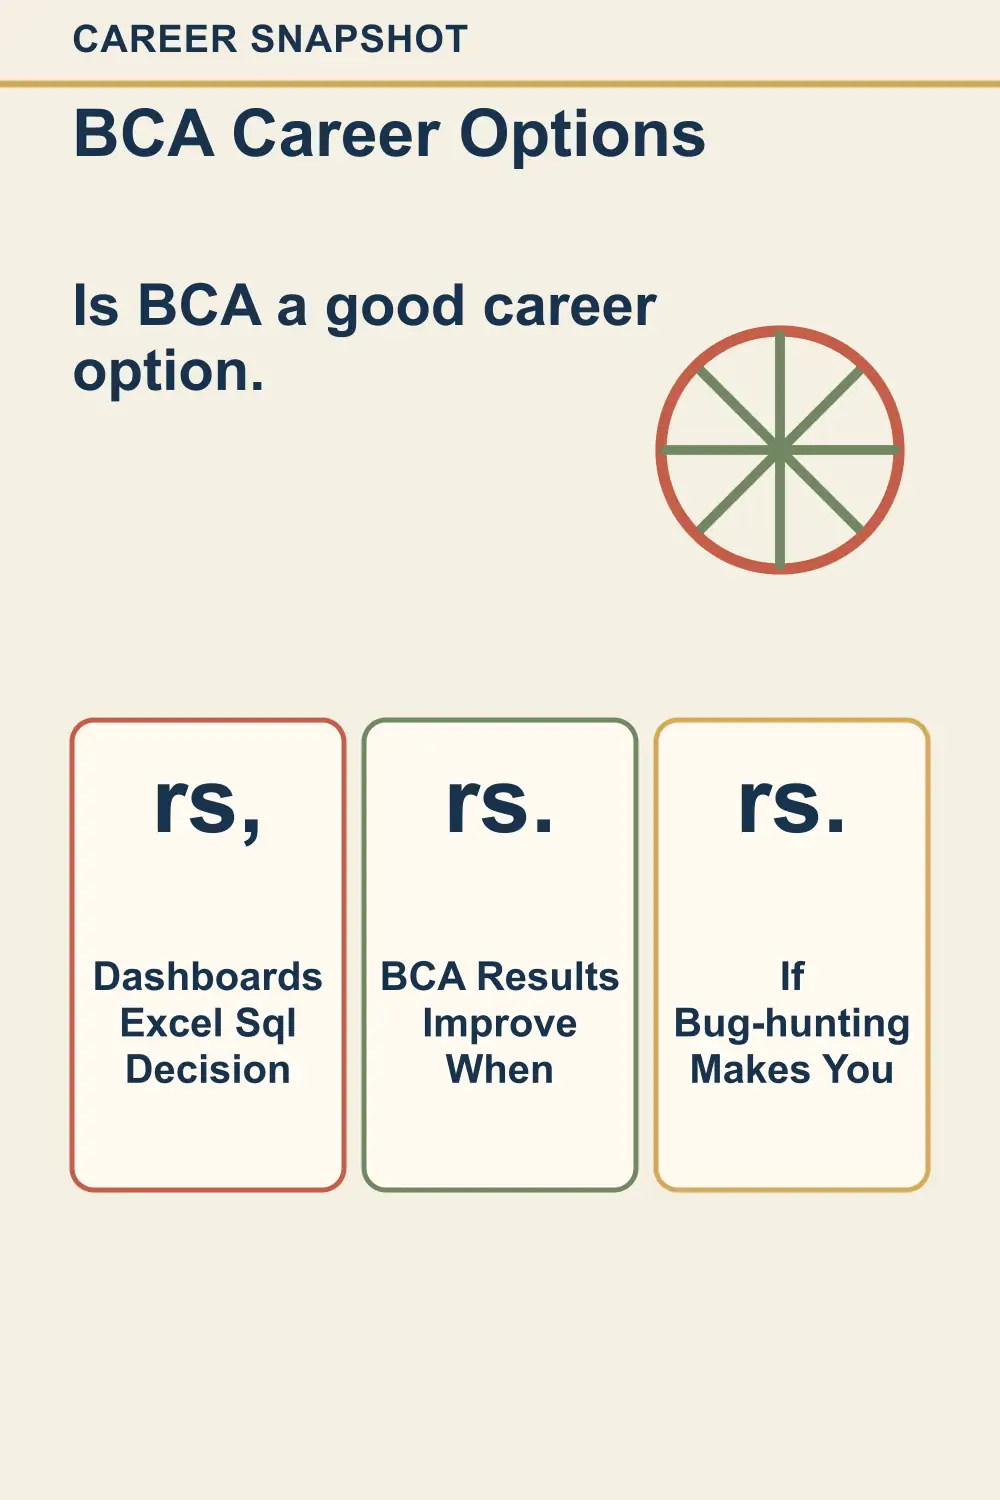 CAREER SNAPSHOT
BCA Career Options
Is BCA a good career
option.
rs,
Dashboards
Excel Sql
Decision
rs.
BCA Results
Improve
When
rs.
If
Bug-hunting
Makes You